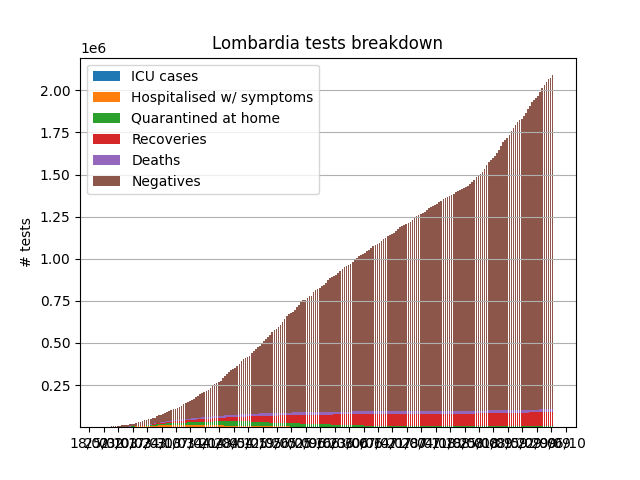 Lombardia tests breakdown
1e6
ICU cases
Hospitalised w/ symptoms
Quarantined at home
Recoveries
Deaths
Negatives
2.00
1.75
1.50
1.25
1.00
0.75
0.50
0.25
# tests